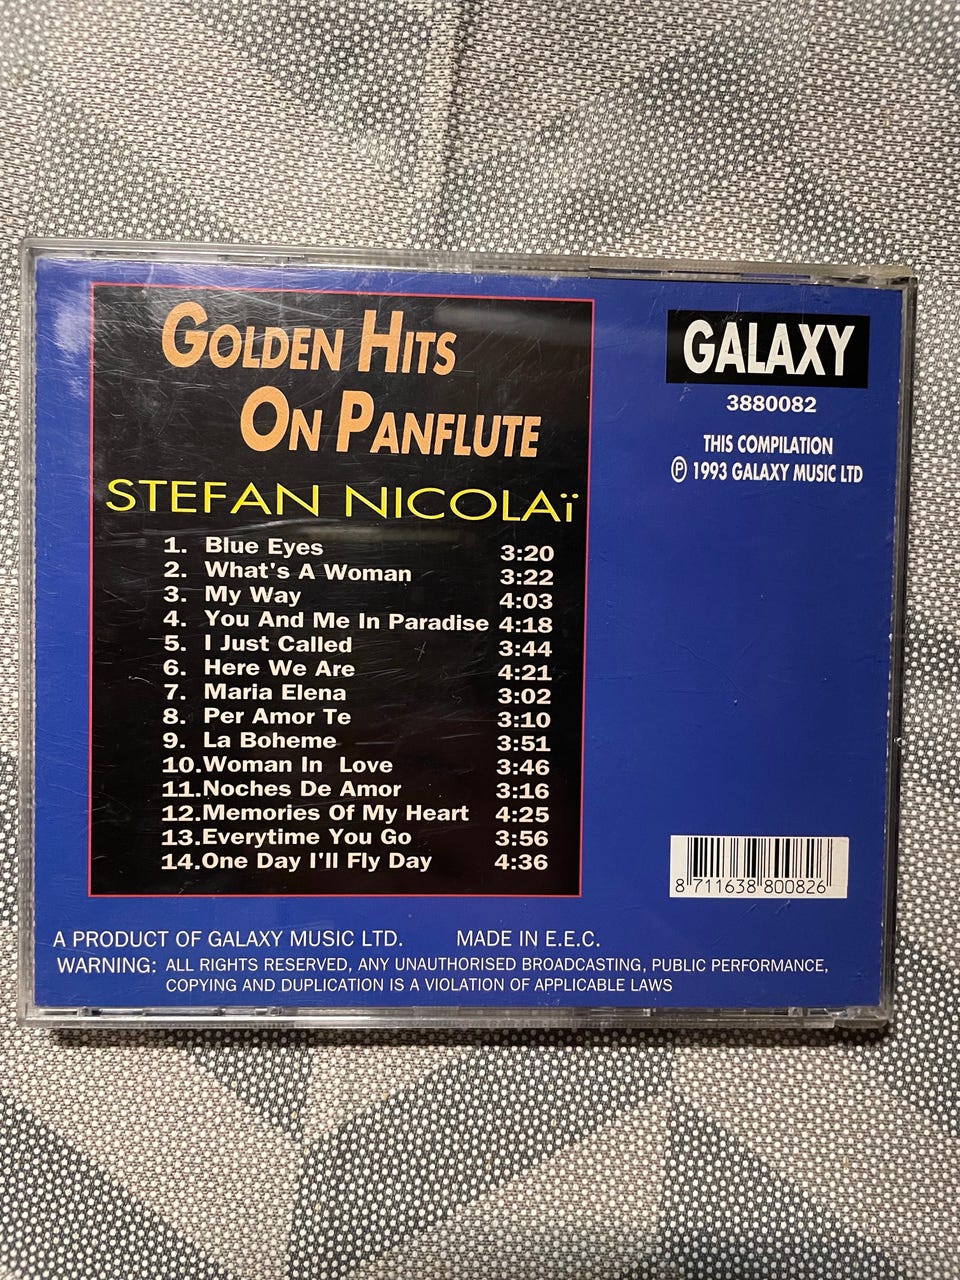 GOLDEN HITS
ON PANFLUTE
STEFAN NICOLAï
1. Blue Eyes 3:20
2. What's A Woman 3:22
3. My Way 4:03
4. You And Me In Paradise 4:18
5. I Just Called 3:44
6. Here We Are 4:21
7. Maria Elena 3:02
8. Per Amor Te 3:10
9. La Boheme 3:51
10.Woman In Love 3:46
11.Noches De Amor 3:16
12.Memories Of My Heart 4:25
13.Everytime You Go 3:56
14.One Day I'll Fly Day 4:36
GALAXY
3880082
THIS COMPILATION
℗ 1993 GALAXY MUSIC LTD
8 711638 800826
A PRODUCT OF GALAXY MUSIC LTD. MADE IN E.E.C.
WARNING: ALL RIGHTS RESERVED, ANY UNAUTHORISED BROADCASTING, PUBLIC PERFORMANCE,
COPYING AND DUPLICATION IS A VIOLATION OF APPLICABLE LAWS